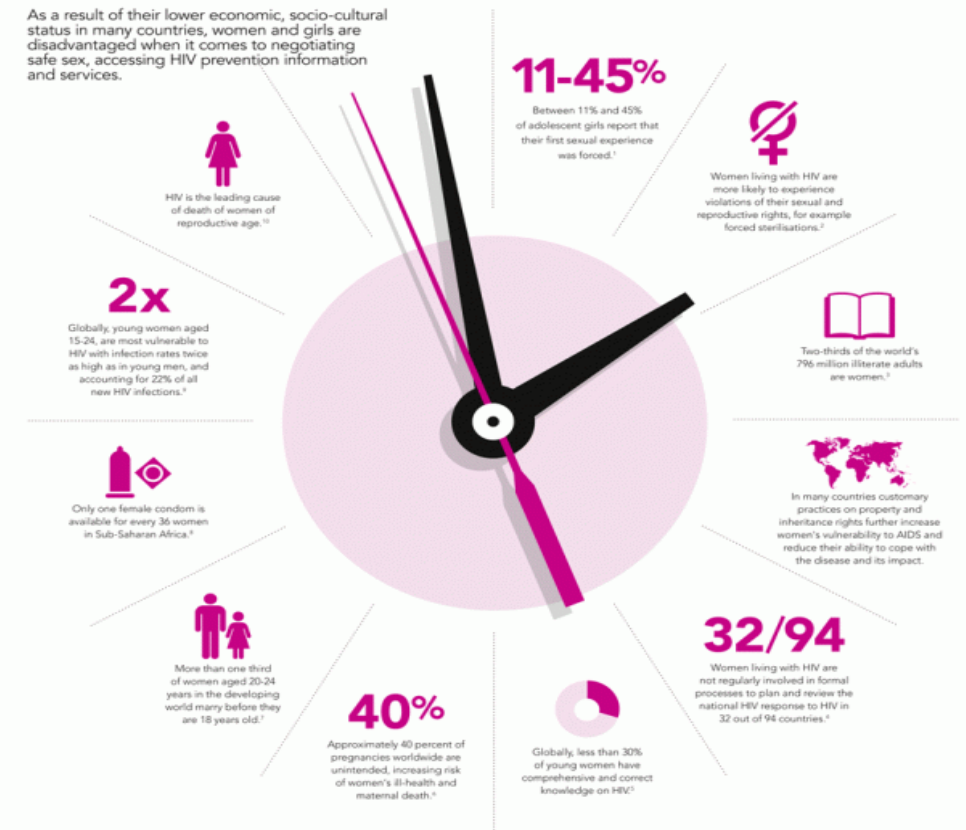 As a result of their lower economic, socio-cultural
status in many countries, women and girls are
disadvantaged when it comes to negotiating
safe sex, accessing HIV prevention information
and services.
11-45%
Between 11% and 45%
of adolescent girls report that
their first sexual experience
was forced.¹
Women living with HIV are
more likely to experience
violations of their sexual and
reproductive rights, for example
forced sterilisations.²
Two-thirds of the world's
796 million illiterate adults
are women.³
In many countries customary
practices on property and
inheritance rights further increase
women's vulnerability to AIDS and
reduce their ability to cope with
the disease and its impact.
32/94
Women living with HIV are
not regularly involved in formal
processes to plan and review the
national HIV response to HIV in
32 out of 94 countries.⁴
Globally, less than 30%
of young women have
comprehensive and correct
knowledge on HIV.⁵
40%
Approximately 40 percent of
pregnancies worldwide are
unintended, increasing risk
of women's ill-health and
maternal death.⁶
More than one third
of women aged 20-24
years in the developing
world marry before they
are 18 years old.⁷
Only one female condom is
available for every 36 women
in Sub-Saharan Africa.⁸
2x
Globally, young women aged
15-24, are most vulnerable to
HIV with infection rates twice
as high as in young men, and
accounting for 22% of all
new HIV infections.⁹
HIV is the leading cause
of death of women of
reproductive age.¹⁰